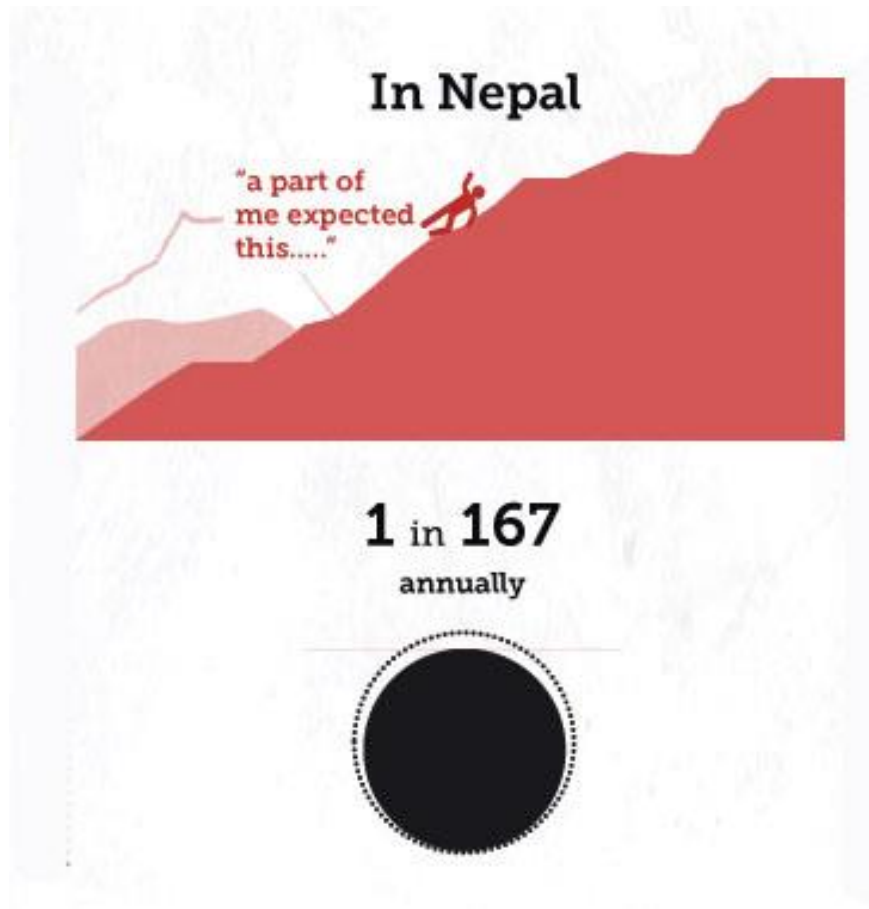 In Nepal
"a part of
me expected
this....."
1 in 167
annually